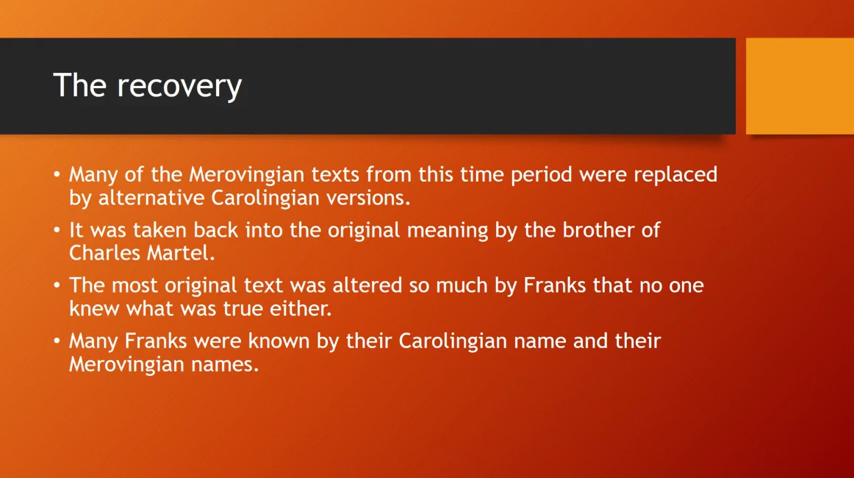 The recovery
• Many of the Merovingian texts from this time period were replaced
by alternative Carolingian versions.
• It was taken back into the original meaning by the brother of
Charles Martel.
• The most original text was altered so much by Franks that no one
knew what was true either.
• Many Franks were known by their Carolingian name and their
Merovingian names.